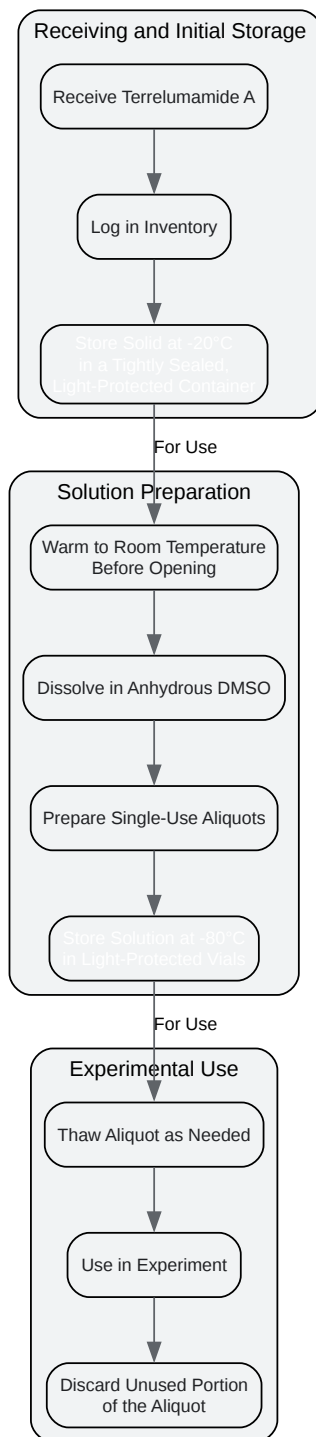 Receiving and Initial Storage
Receive Terrelumamide A
Log in Inventory
Store Solid at -20°C
in a Tightly Sealed,
Light-Protected Container
For Use
Solution Preparation
Warm to Room Temperature
Before Opening
Dissolve in Anhydrous DMSO
Prepare Single-Use Aliquots
Store Solution at -80°C
in Light-Protected Vials
For Use
Experimental Use
Thaw Aliquot as Needed
Use in Experiment
Discard Unused Portion
of the Aliquot